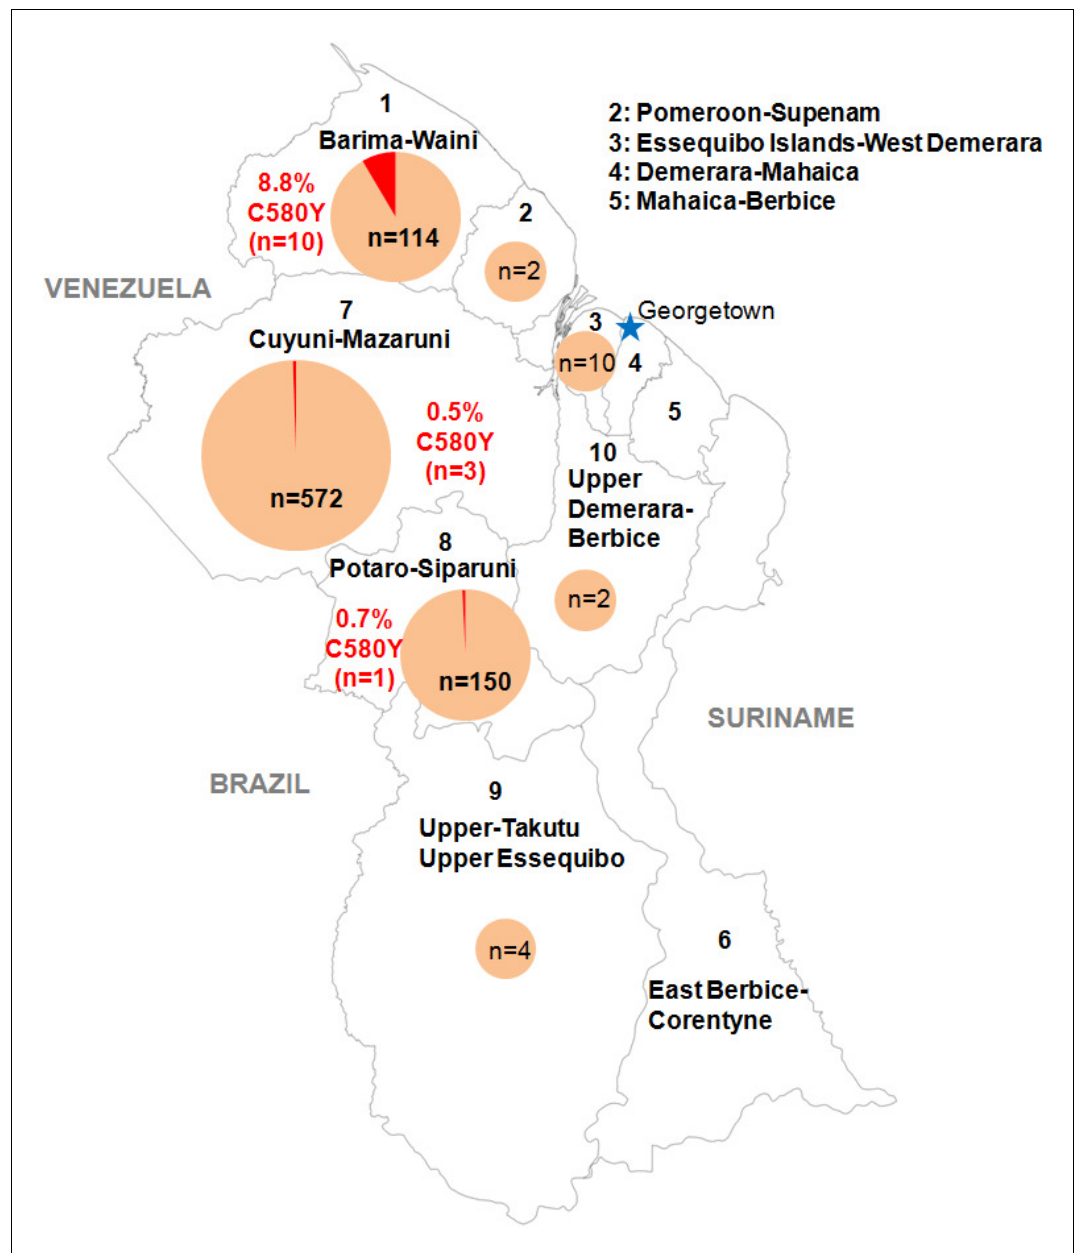 1
Barima-Waini
8.8%
C580Y
(n=10)
n=114
2: Pomeroon-Supenam
3: Essequibo Islands-West Demerara
4: Demerara-Mahaica
5: Mahaica-Berbice
2
n=2
VENEZUELA
7
Cuyuni-Mazaruni
n=572
0.5%
C580Y
(n=3)
3
n=10
Georgetown
4
5
10
Upper
Demerara-
Berbice
n=2
8
Potaro-Siparuni
0.7%
C580Y
(n=1)
n=150
SURINAME
BRAZIL
9
Upper-Takutu
Upper Essequibo
n=4
6
East Berbice-
Corentyne